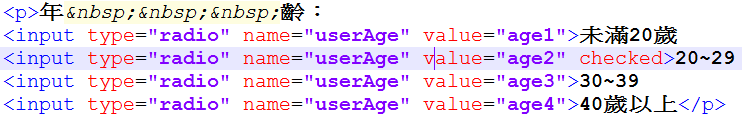 <p>年&nbsp;&nbsp;&nbsp;齡：
<input type="radio" name="userAge" value="age1">未滿20歲
<input type="radio" name="userAge" value="age2" checked>20~29
<input type="radio" name="userAge" value="age3">30~39
<input type="radio" name="userAge" value="age4">40歲以上</p>